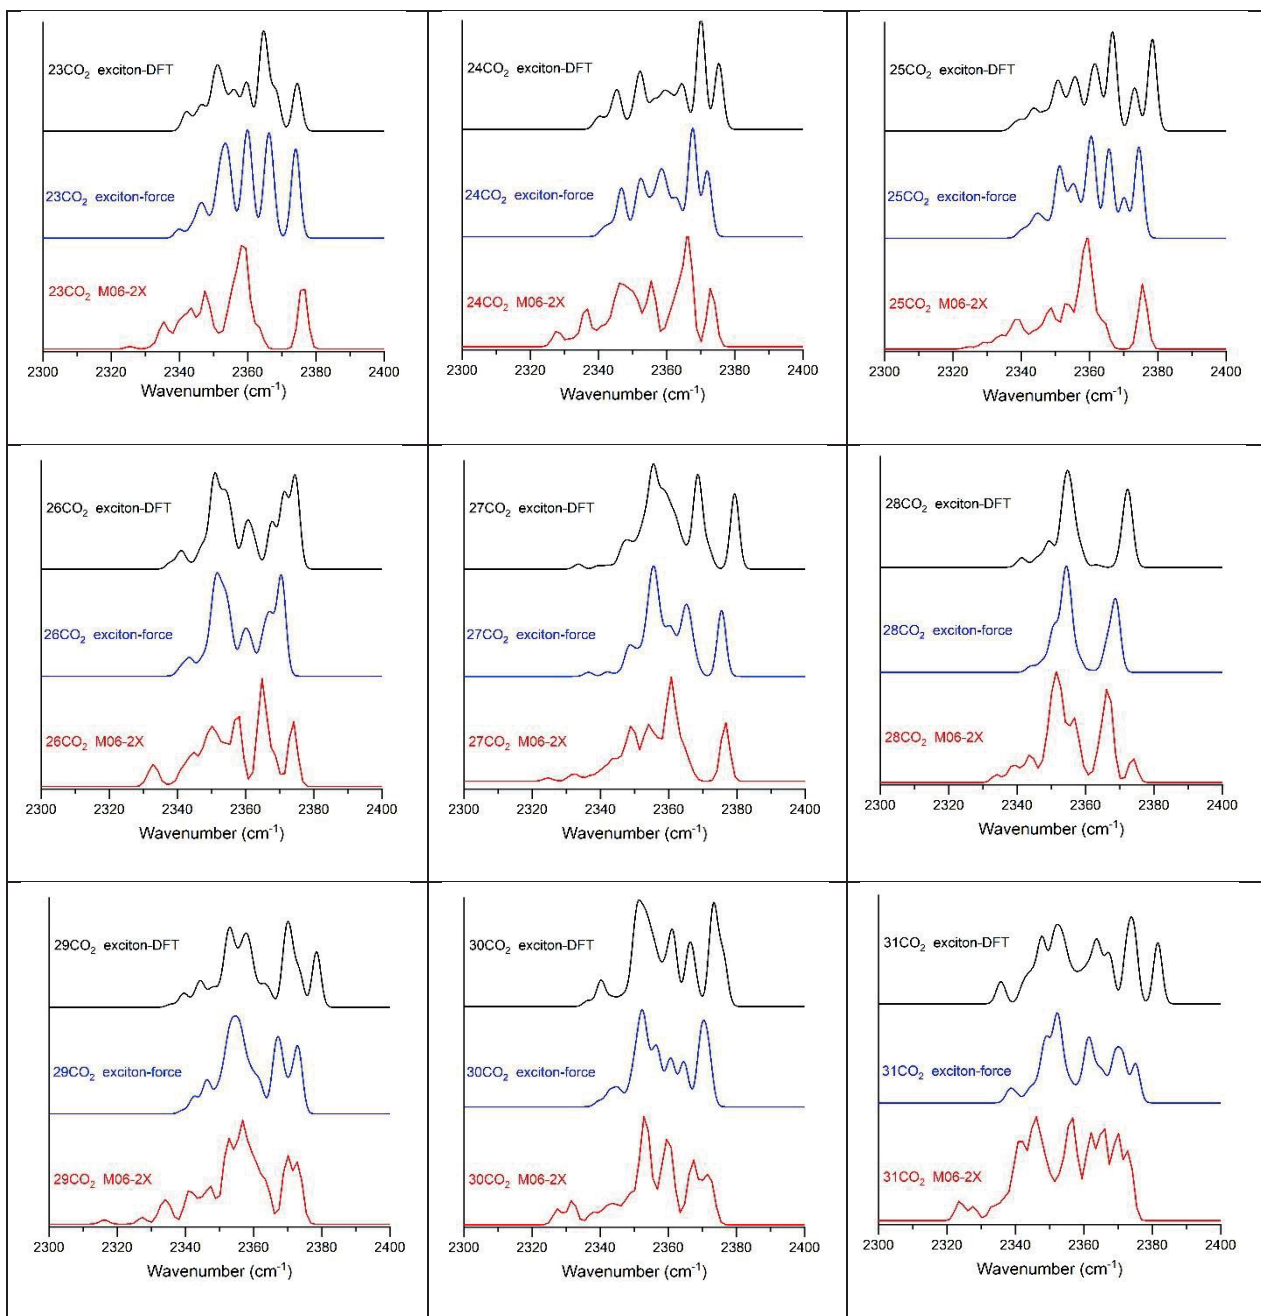 23CO₂ exciton-DFT
23CO₂ exciton-force
23CO₂ M06-2X
2300 2320 2340 2360 2380 2400
Wavenumber (cm⁻¹)
24CO₂ exciton-DFT
24CO₂ exciton-force
24CO₂ M06-2X
2300 2320 2340 2360 2380 2400
Wavenumber (cm⁻¹)
25CO₂ exciton-DFT
25CO₂ exciton-force
25CO₂ M06-2X
2300 2320 2340 2360 2380 2400
Wavenumber (cm⁻¹)
26CO₂ exciton-DFT
26CO₂ exciton-force
26CO₂ M06-2X
2300 2320 2340 2360 2380 2400
Wavenumber (cm⁻¹)
27CO₂ exciton-DFT
27CO₂ exciton-force
27CO₂ M06-2X
2300 2320 2340 2360 2380 2400
Wavenumber (cm⁻¹)
28CO₂ exciton-DFT
28CO₂ exciton-force
28CO₂ M06-2X
2300 2320 2340 2360 2380 2400
Wavenumber (cm⁻¹)
29CO₂ exciton-DFT
29CO₂ exciton-force
29CO₂ M06-2X
2300 2320 2340 2360 2380 2400
Wavenumber (cm⁻¹)
30CO₂ exciton-DFT
30CO₂ exciton-force
30CO₂ M06-2X
2300 2320 2340 2360 2380 2400
Wavenumber (cm⁻¹)
31CO₂ exciton-DFT
31CO₂ exciton-force
31CO₂ M06-2X
2300 2320 2340 2360 2380 2400
Wavenumber (cm⁻¹)